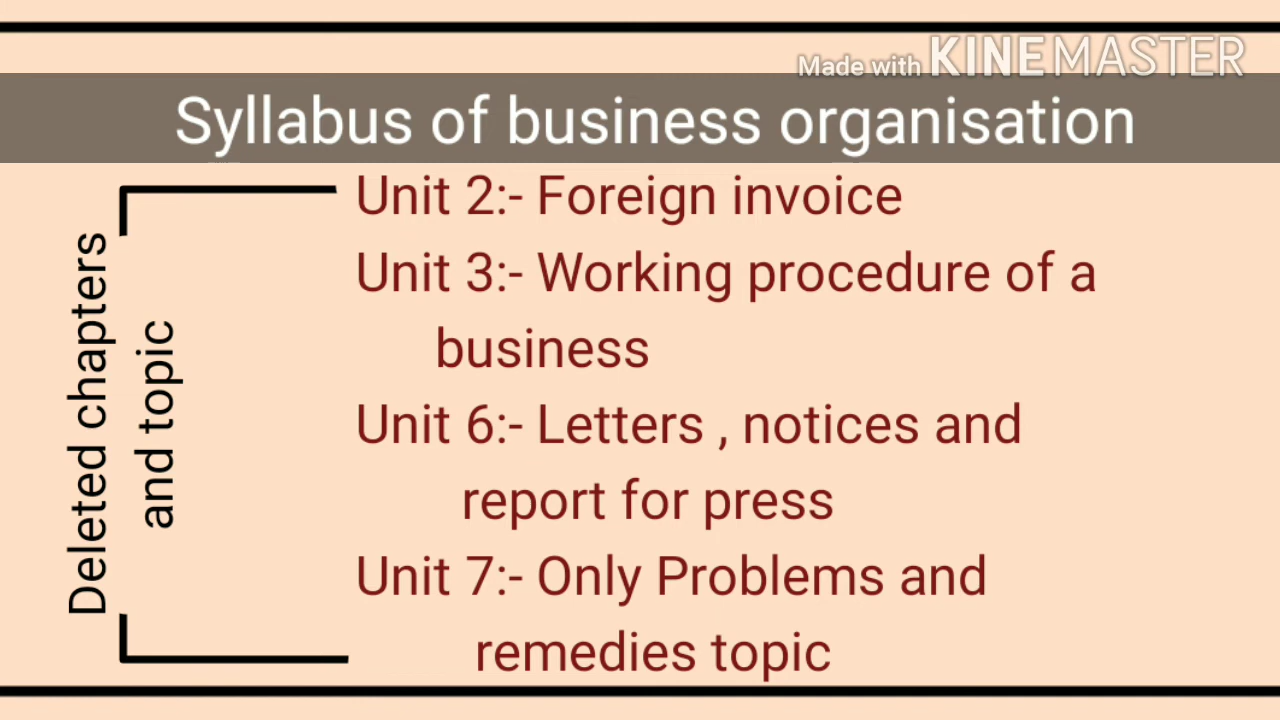 Made with KINEMASTER
Syllabus of business organisation
Deleted chapters
and topic
Unit 2:- Foreign invoice
Unit 3:- Working procedure of a
business
Unit 6:- Letters , notices and
report for press
Unit 7:- Only Problems and
remedies topic